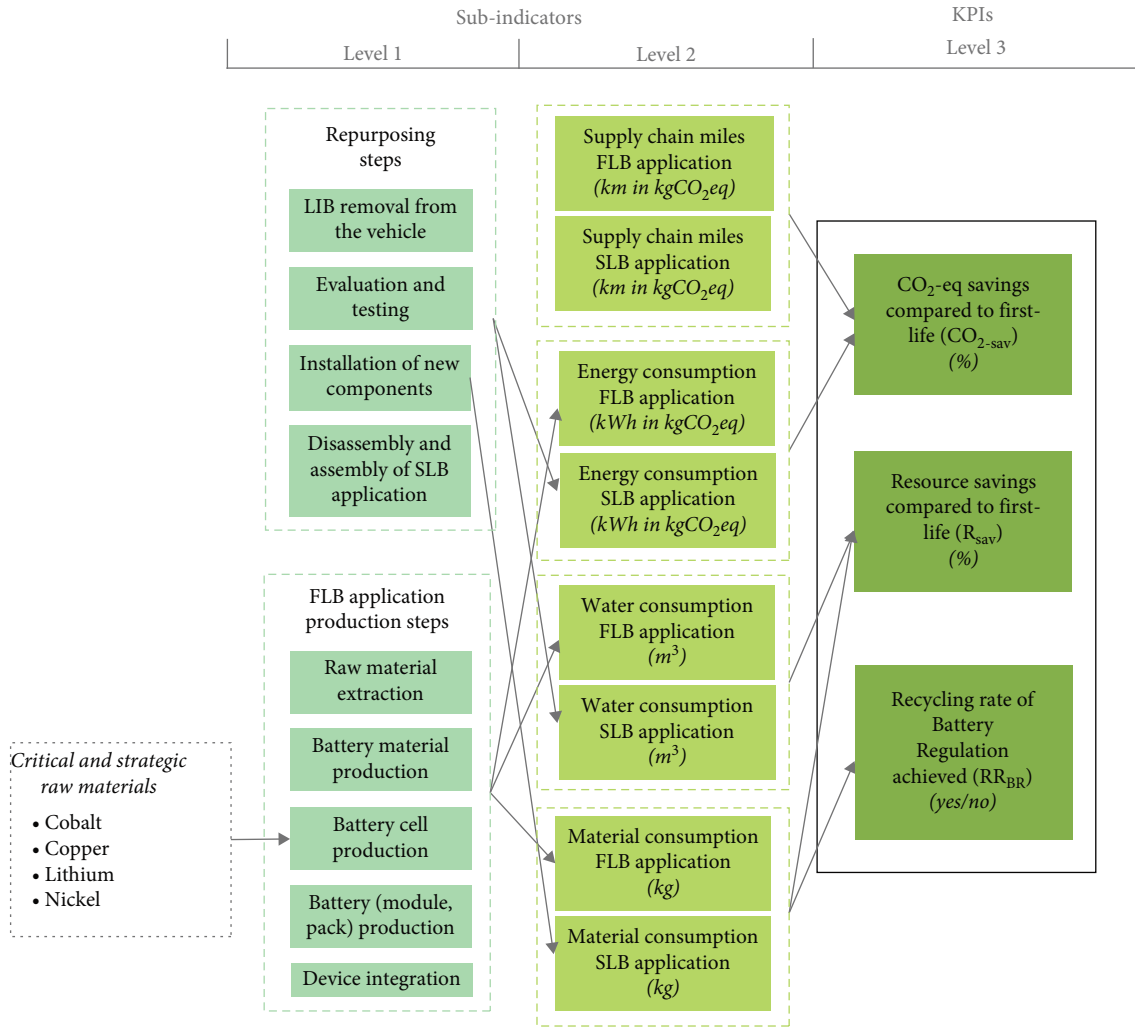 Sub-indicators
KPIs
Level 1
Level 2
Level 3
Repurposing
steps
LIB removal from
the vehicle
Evaluation and
testing
Installation of new
components
Disassembly and
assembly of SLB
application
FLB application
production steps
Raw material
extraction
Battery material
production
Battery cell
production
Battery (module,
pack) production
Device integration
Critical and strategic
raw materials
• Cobalt
• Copper
• Lithium
• Nickel
Supply chain miles
FLB application
(km in kgCO₂eq)
Supply chain miles
SLB application
(km in kgCO₂eq)
Energy consumption
FLB application
(kWh in kgCO₂eq)
Energy consumption
SLB application
(kWh in kgCO₂eq)
Water consumption
FLB application
(m³)
Water consumption
SLB application
(m³)
Material consumption
FLB application
(kg)
Material consumption
SLB application
(kg)
CO₂-eq savings
compared to first-
life (CO₂-sav)
(%)
Resource savings
compared to first-
life (Rsav)
(%)
Recycling rate of
Battery
Regulation
achieved (RRBR)
(yes/no)